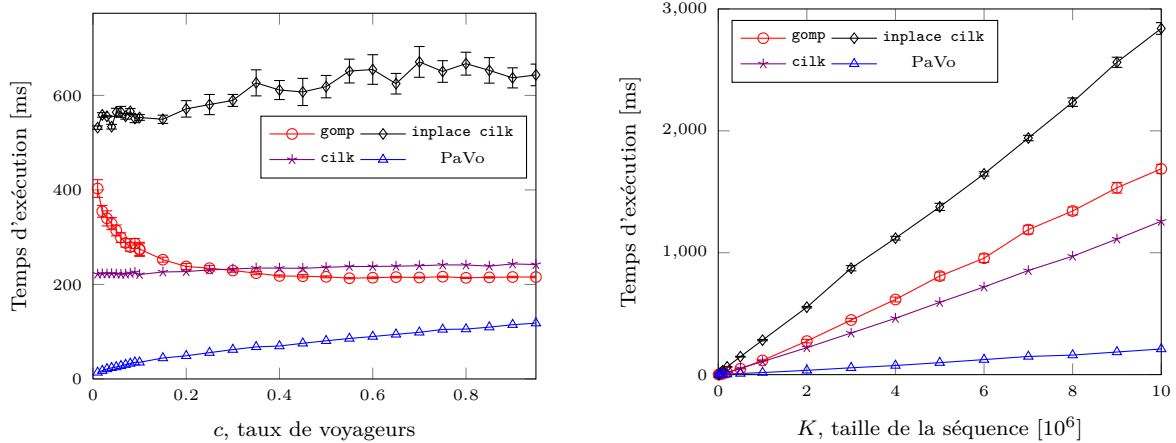 600
400
200
0
0
0.2
0.4
0.6
0.8
Temps d'exécution [ms]
c, taux de voyageurs
gomp
inplace cilk
cilk
PaVo
3,000
2,000
1,000
0
0
2
4
6
8
10
Temps d'exécution [ms]
K, taille de la séquence [10⁶]
gomp
inplace cilk
cilk
PaVo